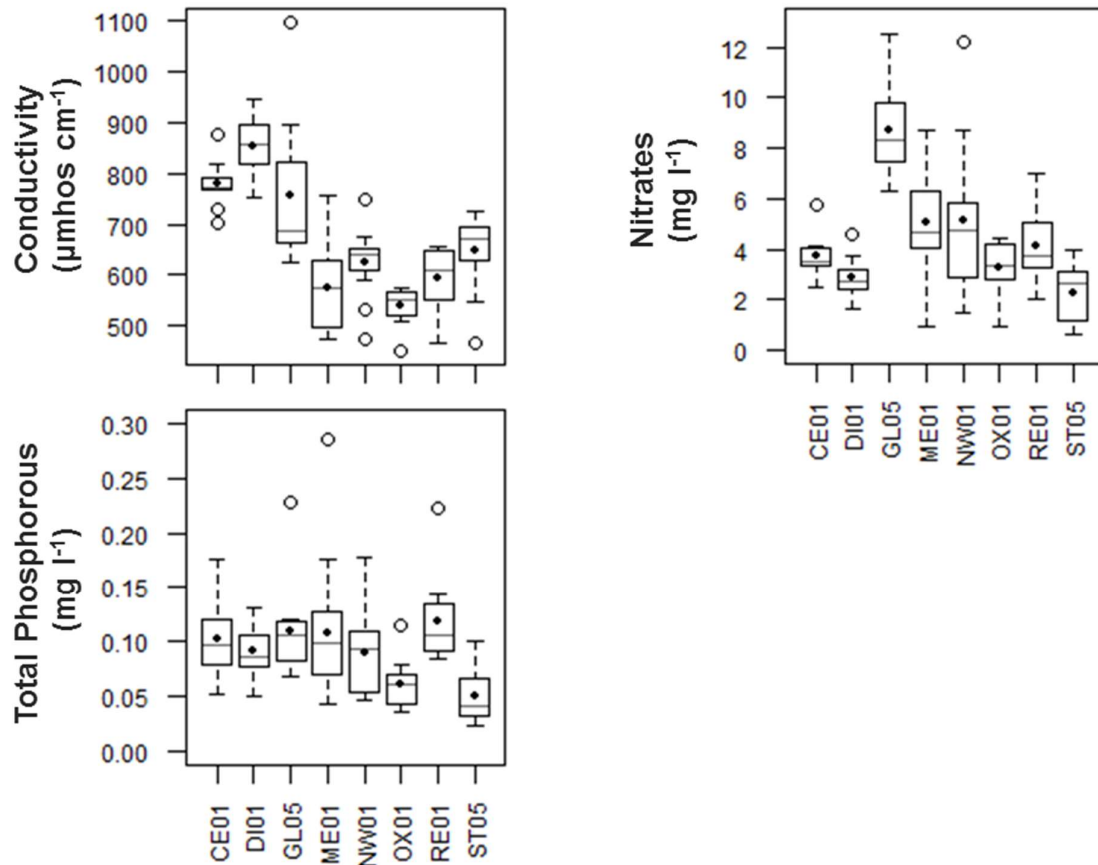 Conductivity
(µmhos cm-1)
1100
1000
900
800
700
600
500
Nitrates
(mg l-1)
12
10
8
6
4
2
0
CE01
DI01
GL05
ME01
NW01
OX01
RE01
ST05
Total Phosphorous
(mg l-1)
0.30
0.25
0.20
0.15
0.10
0.05
0.00
CE01
DI01
GL05
ME01
NW01
OX01
RE01
ST05